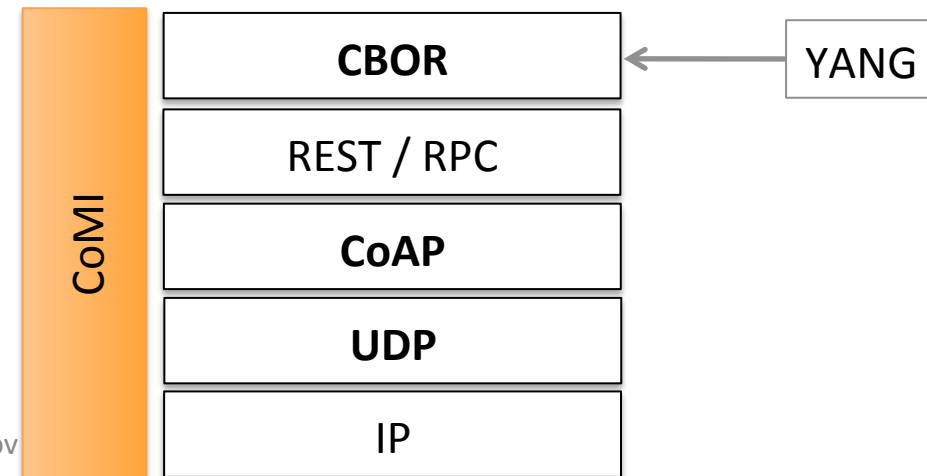 CBOR
YANG
REST / RPC
CoMI
CoAP
UDP
IP